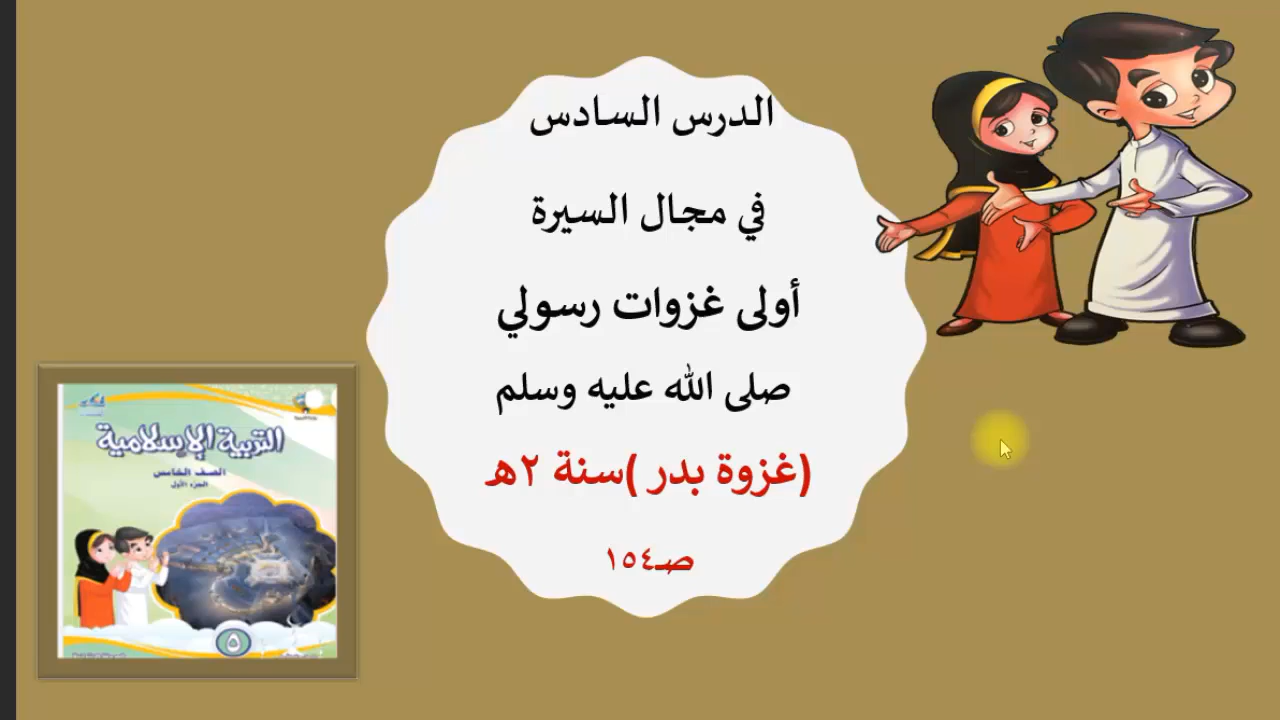 الدرس السادس
في مجال السيرة
أولى غزوات رسولي
صلى الله عليه وسلم
(غزوة بدر )سنة ٢هـ
صـ١٥٤
التربية الإسلامية
الصف الخامس
الجزء الأول
٥